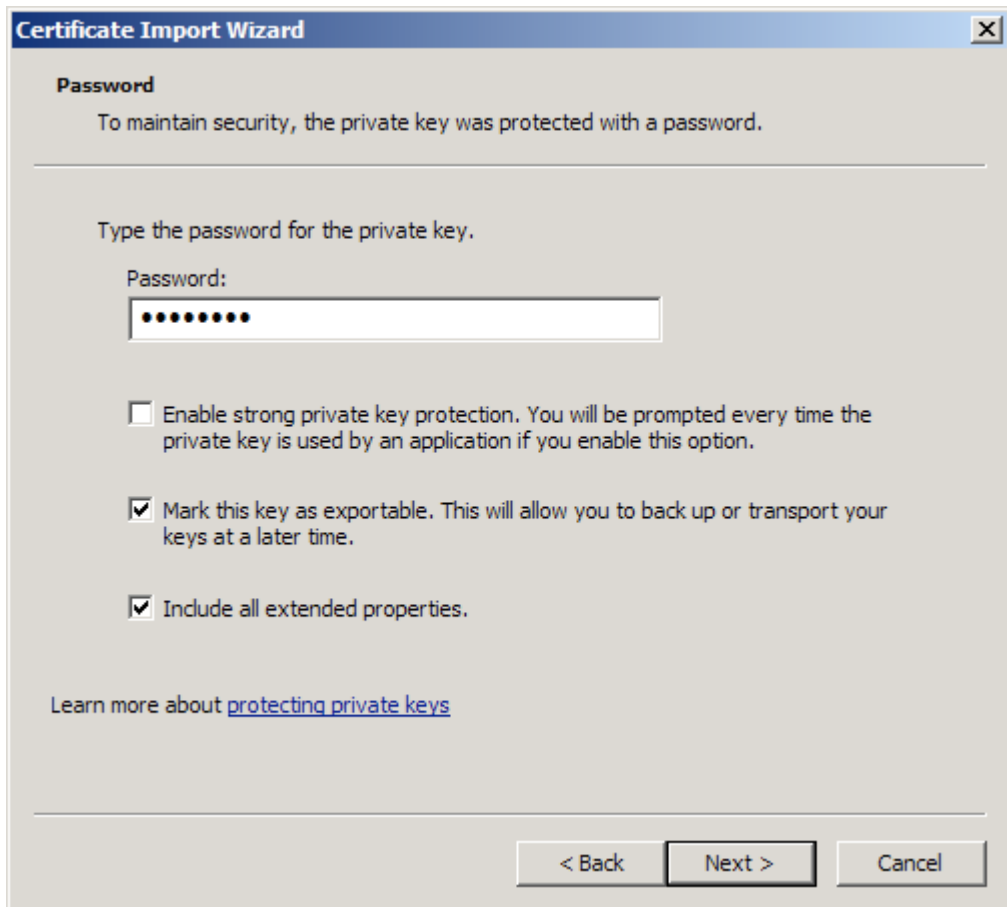 Certificate Import Wizard
Password
To maintain security, the private key was protected with a password.
Type the password for the private key.
Password:
••••••••
Enable strong private key protection. You will be prompted every time the
private key is used by an application if you enable this option.
Mark this key as exportable. This will allow you to back up or transport your
keys at a later time.
Include all extended properties.
Learn more about protecting private keys
< Back Next > Cancel